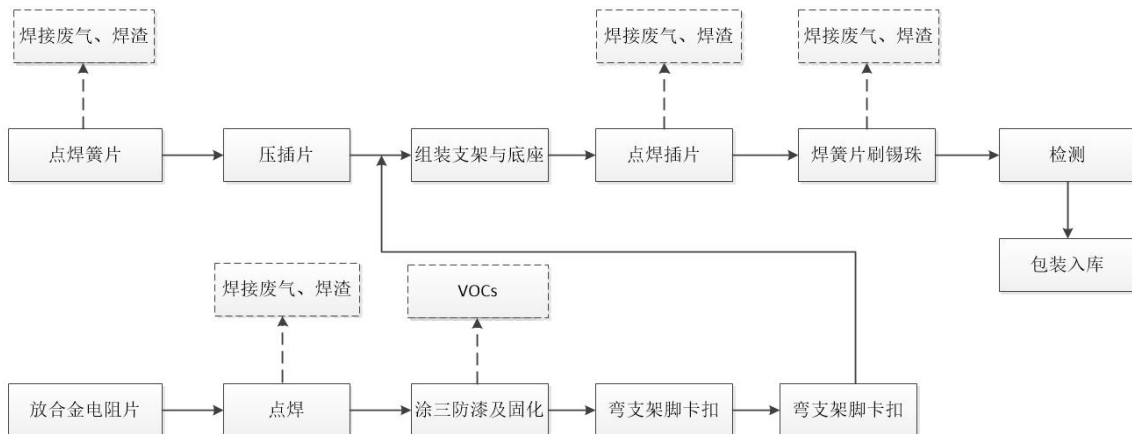 焊接废气、焊渣
焊接废气、焊渣
焊接废气、焊渣
点焊簧片
压插片
组装支架与底座
点焊插片
焊簧片刷锡珠
检测
包装入库
焊接废气、焊渣
VOCs
放合金电阻片
点焊
涂三防漆及固化
弯支架脚卡扣
弯支架脚卡扣